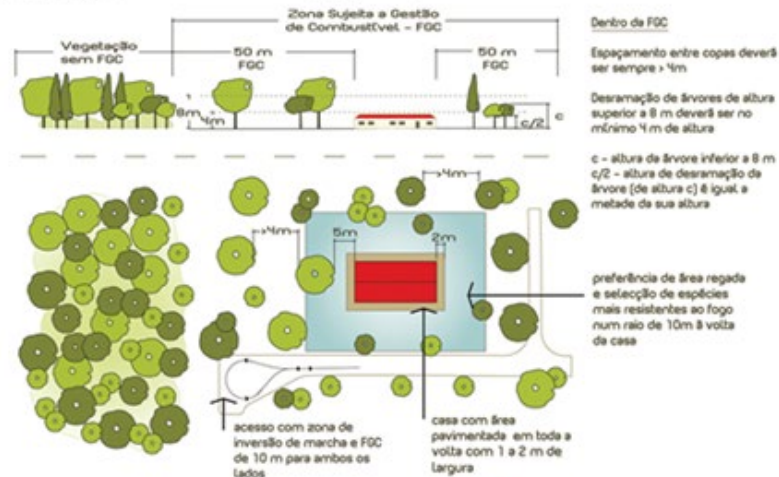 Zona Sujeita a Gestão
de Combustível - FGC
Vegetação
sem FGC
50 m
FGC
50 m
FGC
8m
4m
c/2
c
Dentro da FGC
Espaçamento entre copas deverá
ser sempre > 4m
Desramação de árvores de altura
superior a 8 m deverá ser no
mínimo 4 m de altura
c - altura da árvore inferior a 8 m
c/2 - altura de desramação da
árvore (de altura c) é igual a
metade da sua altura
>4m
>4m
5m
2m
preferência de área regada
e selecção de espécies
mais resistentes ao fogo
num raio de 10m à volta
da casa
acesso com zona de
inversão de marcha e FGC
de 10 m para ambos os
lados
casa com área
pavimentada em toda a
volta com 1 a 2 m de
largura